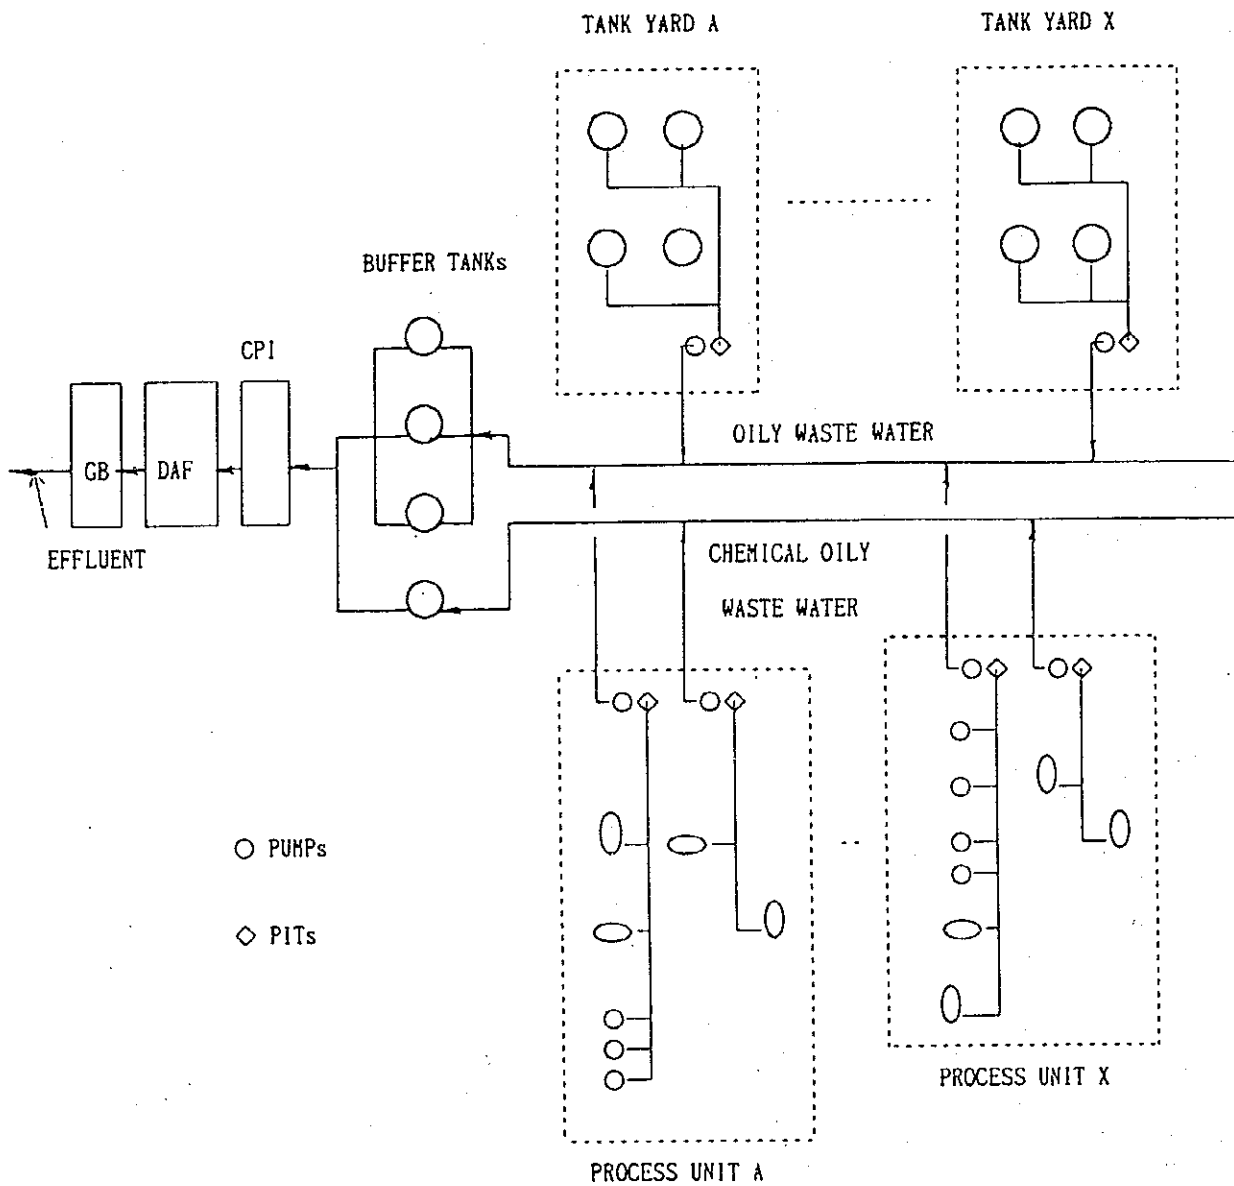 TANK YARD A
TANK YARD X
BUFFER TANKs
CPI
OILY WASTE WATER
GB
DAF
EFFLUENT
CHEMICAL OILY
WASTE WATER
PUMPs
PITs
PROCESS UNIT X
PROCESS UNIT A